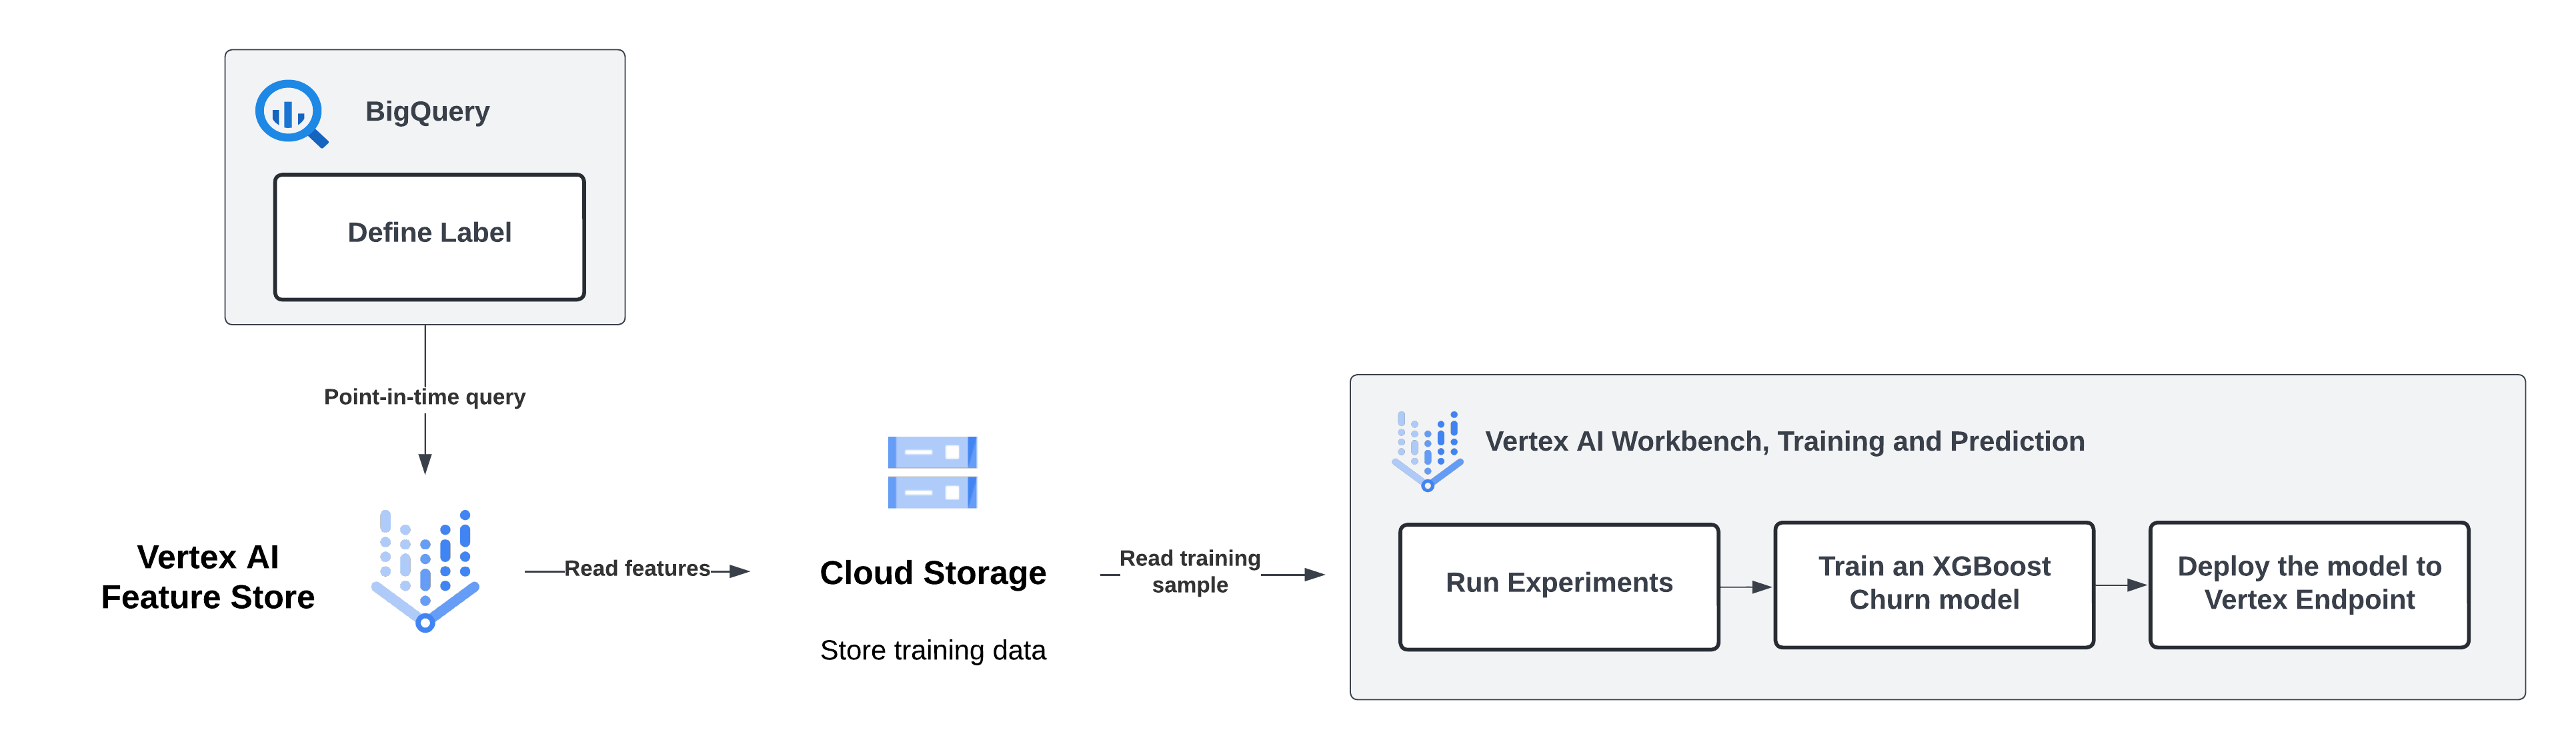 BigQuery
Define Label
Point-in-time query
Vertex AI
Feature Store
Read features
Cloud Storage
Store training data
Read training
sample
Vertex AI Workbench, Training and Prediction
Run Experiments
Train an XGBoost
Churn model
Deploy the model to
Vertex Endpoint